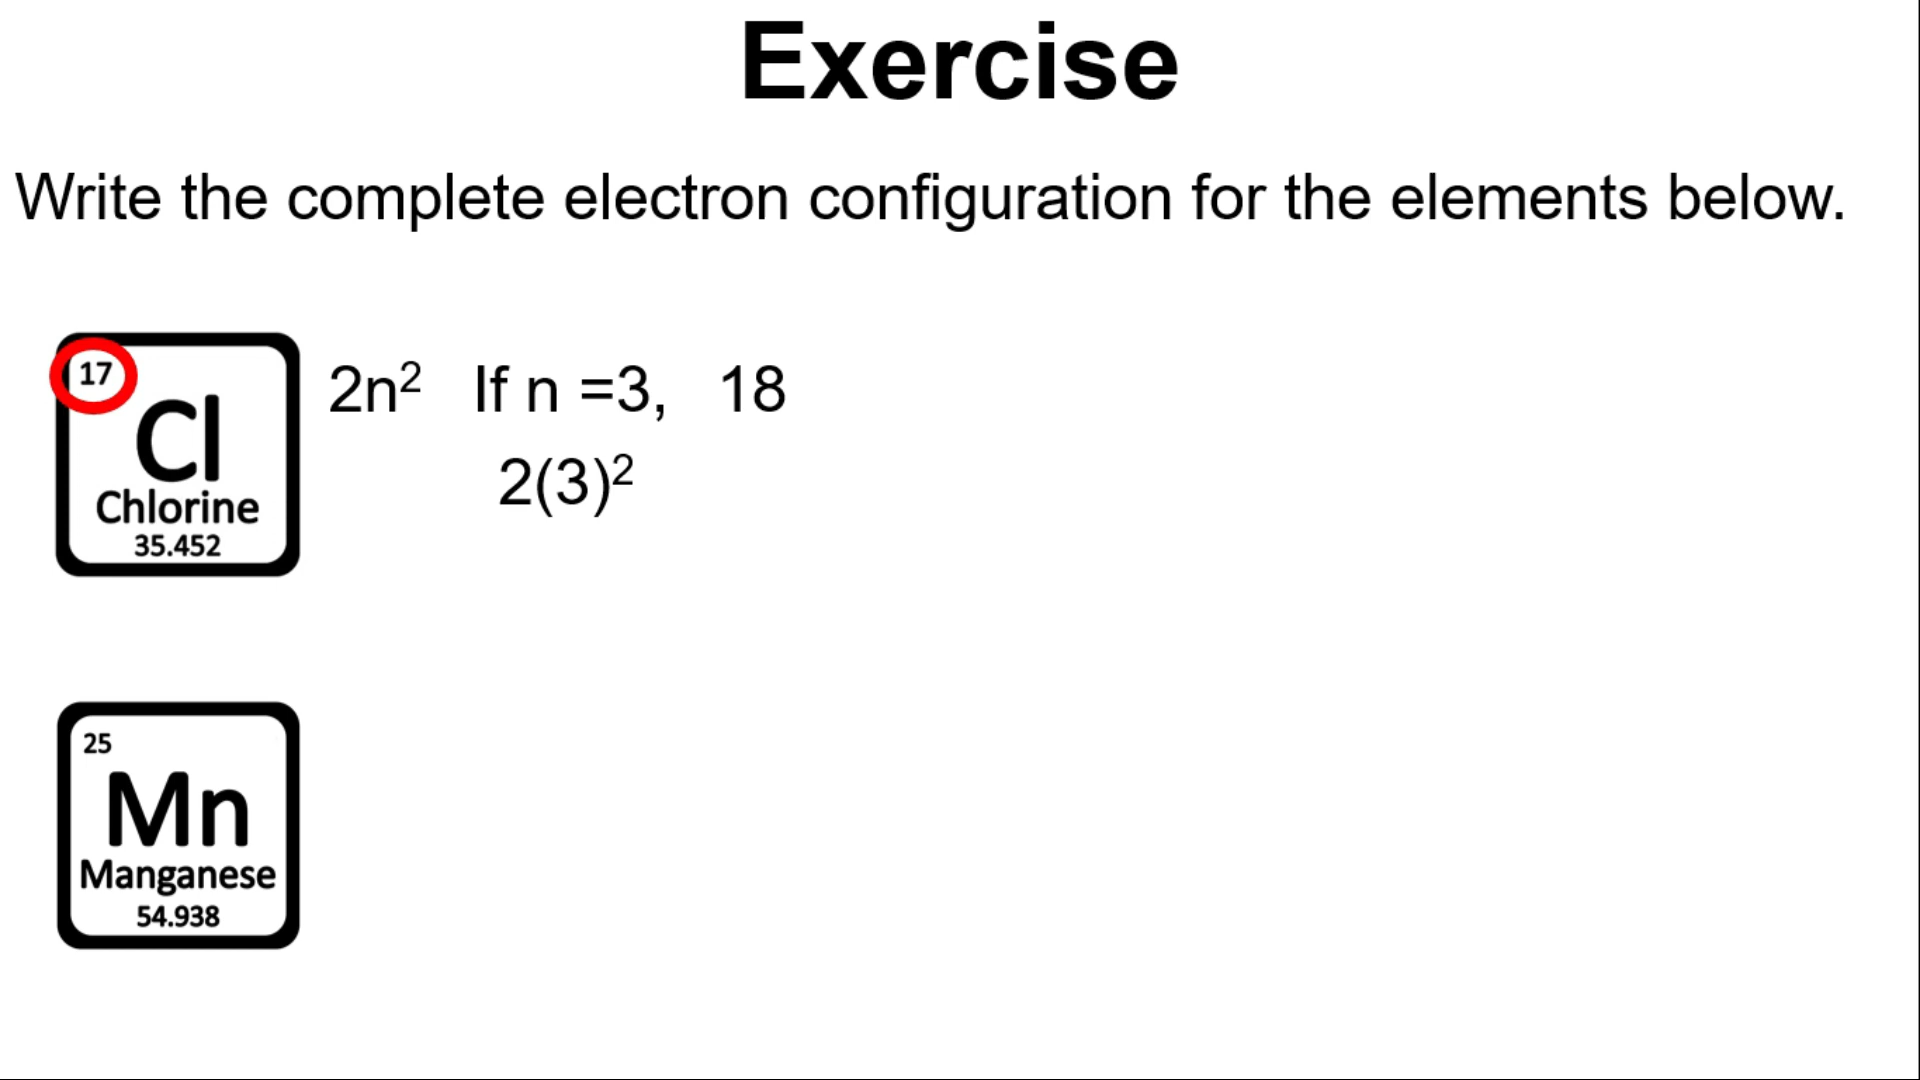 Exercise
Write the complete electron configuration for the elements below.
17
Cl
Chlorine
35.452
2n² If n =3, 18
2(3)²
25
Mn
Manganese
54.938